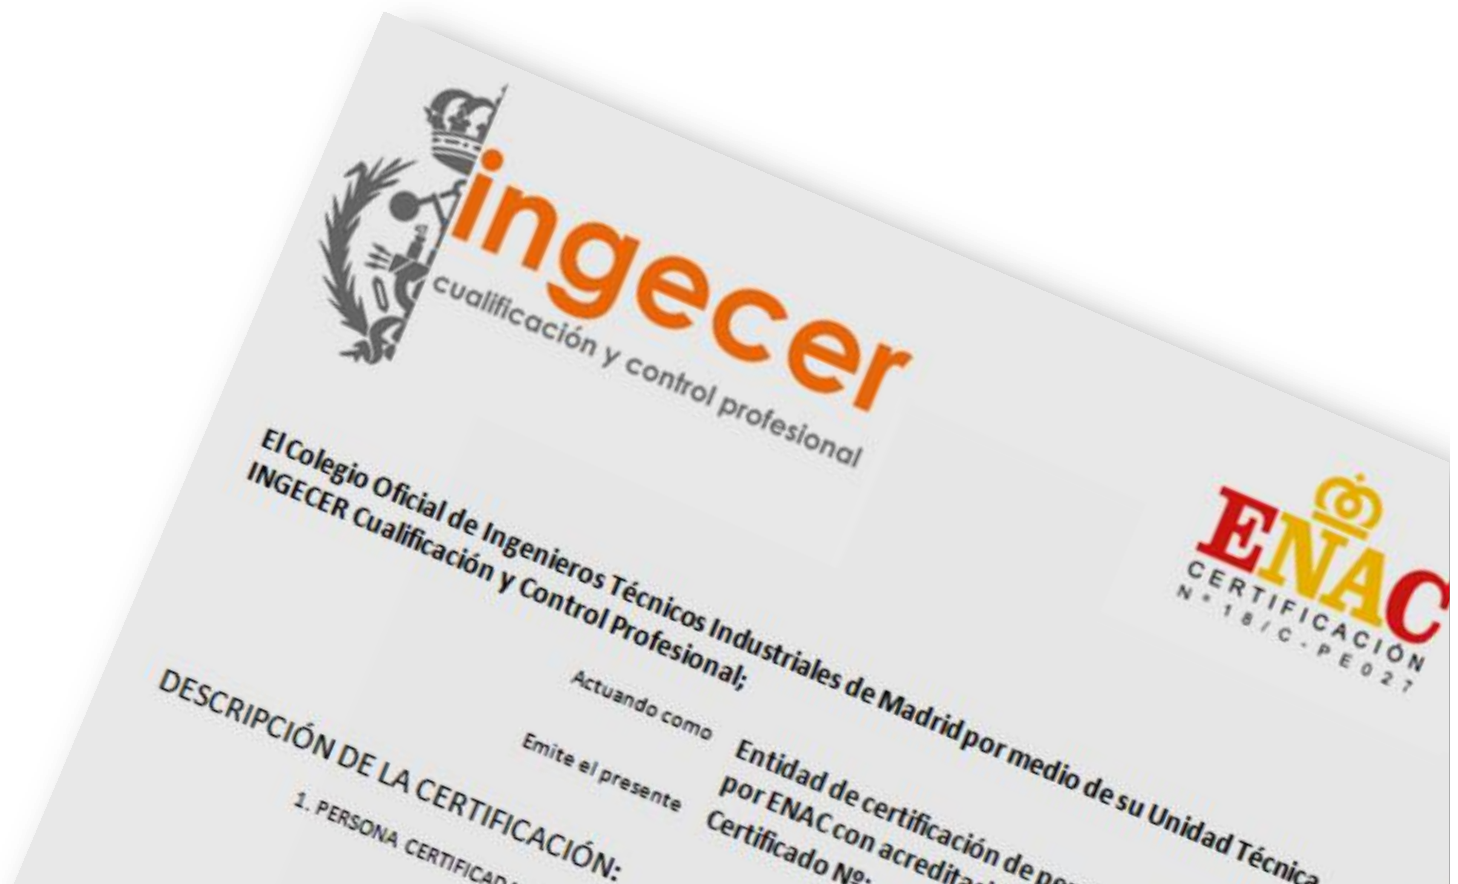 ingecer
cualificación y control profesional
ENAC
CERTIFICACIÓN
Nº18/C-PE027
El Colegio Oficial de Ingenieros Técnicos Industriales de Madrid por medio de su Unidad Técnica
INGECER Cualificación y Control Profesional;
Actuando como
Entidad de certificación de
por ENAC con
Emite el presente
Certificado Nº:
DESCRIPCIÓN DE LA CERTIFICACIÓN:
1. PERSONA CERTIFICADA